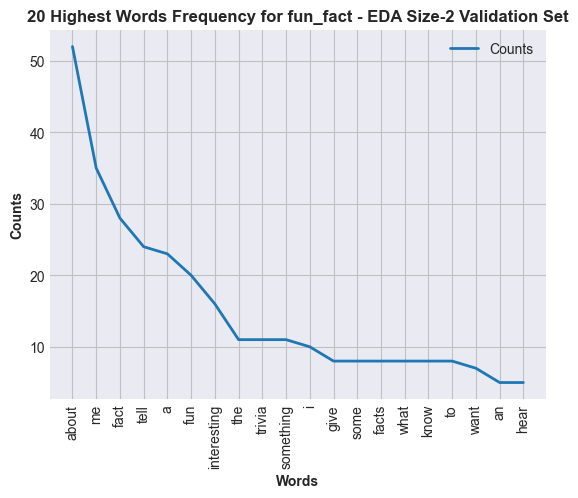 20 Highest Words Frequency for fun_fact - EDA Size-2 Validation Set
Counts
50
40
30
20
10
Counts
about
me
fact
tell
a
fun
interesting
the
trivia
something
i
give
some
facts
what
know
to
want
an
hear
Words